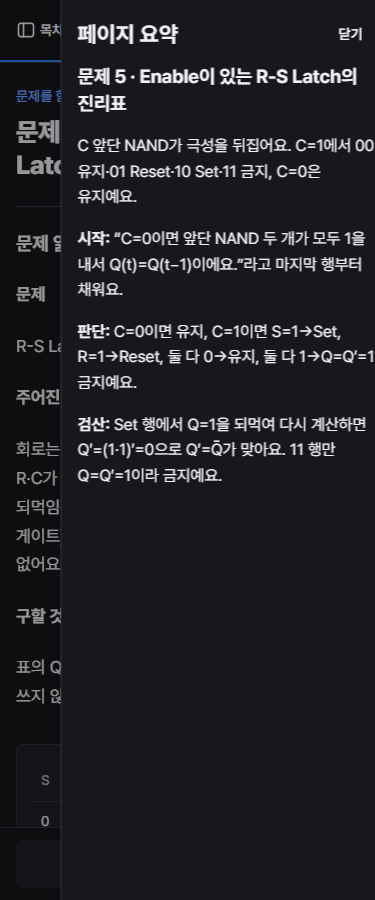 목차
페이지 요약
닫기
문제를 
문제 5 · Enable이 있는 R-S Latch의
진리표
C 앞단 NAND가 극성을 뒤집어요. C=1에서 00
유지·01 Reset·10 Set·11 금지, C=0은
유지예요.
시작: “C=0이면 앞단 NAND 두 개가 모두 1을
내서 Q(t)=Q(t−1)이에요.”라고 마지막 행부터
채워요.
판단: C=0이면 유지, C=1이면 S=1→Set,
R=1→Reset, 둘 다 0→유지, 둘 다 1→Q=Q′=1
금지예요.
검산: Set 행에서 Q=1을 되먹여 다시 계산하면
Q′=(1·1)′=0으로 Q′=Q̄가 맞아요. 11 행만
Q=Q′=1이라 금지예요.
문제
문제
R-S
주어진
회로는
R·C가
되먹임
게이트
없어요
구할
표의 Q
쓰지
S
0